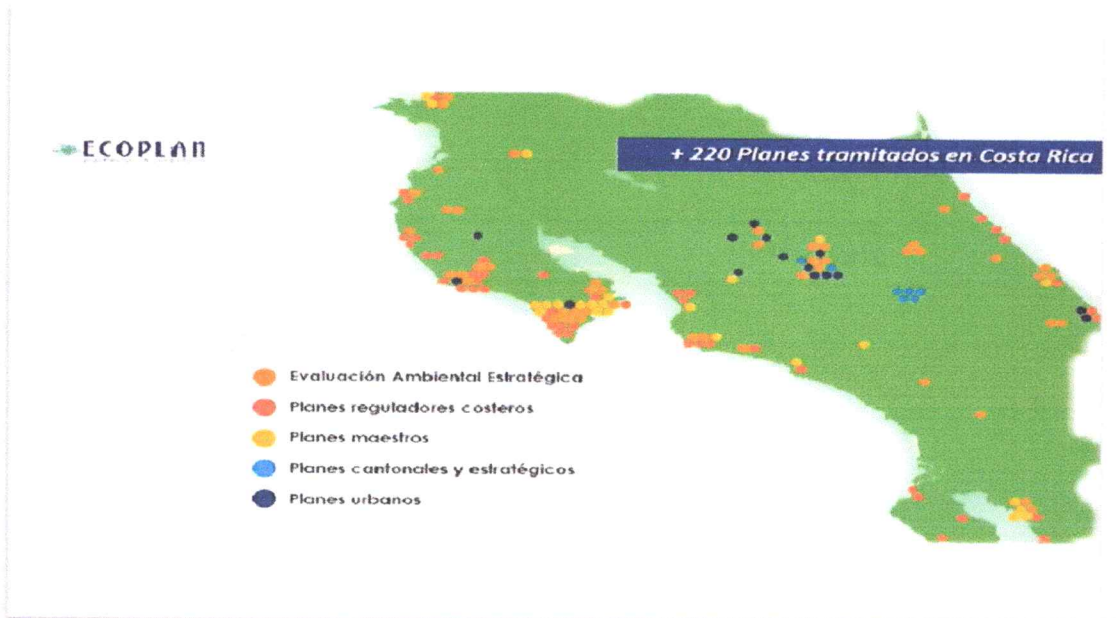 ECOPLAN
+ 220 Planes tramitados en Costa Rica
Evaluación Ambiental Estratégica
Planes reguladores costeros
Planes maestros
Planes cantonales y estratégicos
Planes urbanos